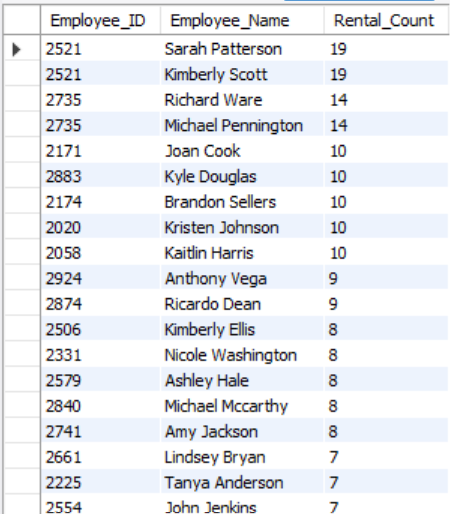 Employee_ID Employee_Name Rental_Count
2521 Sarah Patterson 19
2521 Kimberly Scott 19
2735 Richard Ware 14
2735 Michael Pennington 14
2171 Joan Cook 10
2883 Kyle Douglas 10
2174 Brandon Sellers 10
2020 Kristen Johnson 10
2058 Kaitlin Harris 10
2924 Anthony Vega 9
2874 Ricardo Dean 9
2506 Kimberly Ellis 8
2331 Nicole Washington 8
2579 Ashley Hale 8
2840 Michael Mccarthy 8
2741 Amy Jackson 8
2661 Lindsey Bryan 7
2225 Tanya Anderson 7
2554 John Jenkins 7